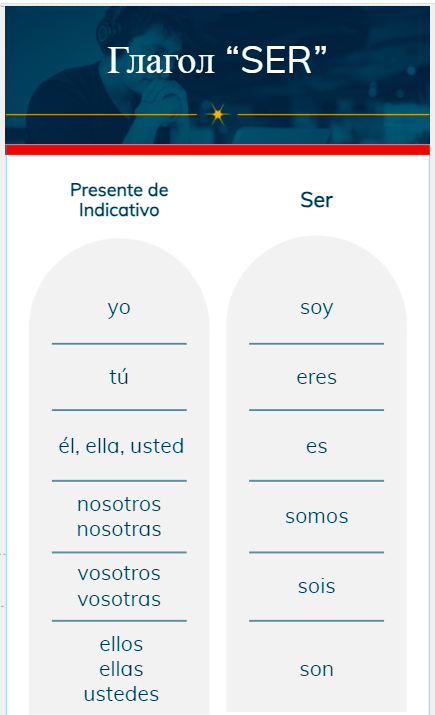 Глагол “SER”
Presente de
Indicativo
Ser
yo
soy
tú
eres
él, ella, usted
es
nosotros
nosotras
somos
vosotros
vosotras
sois
ellos
ellas
ustedes
son